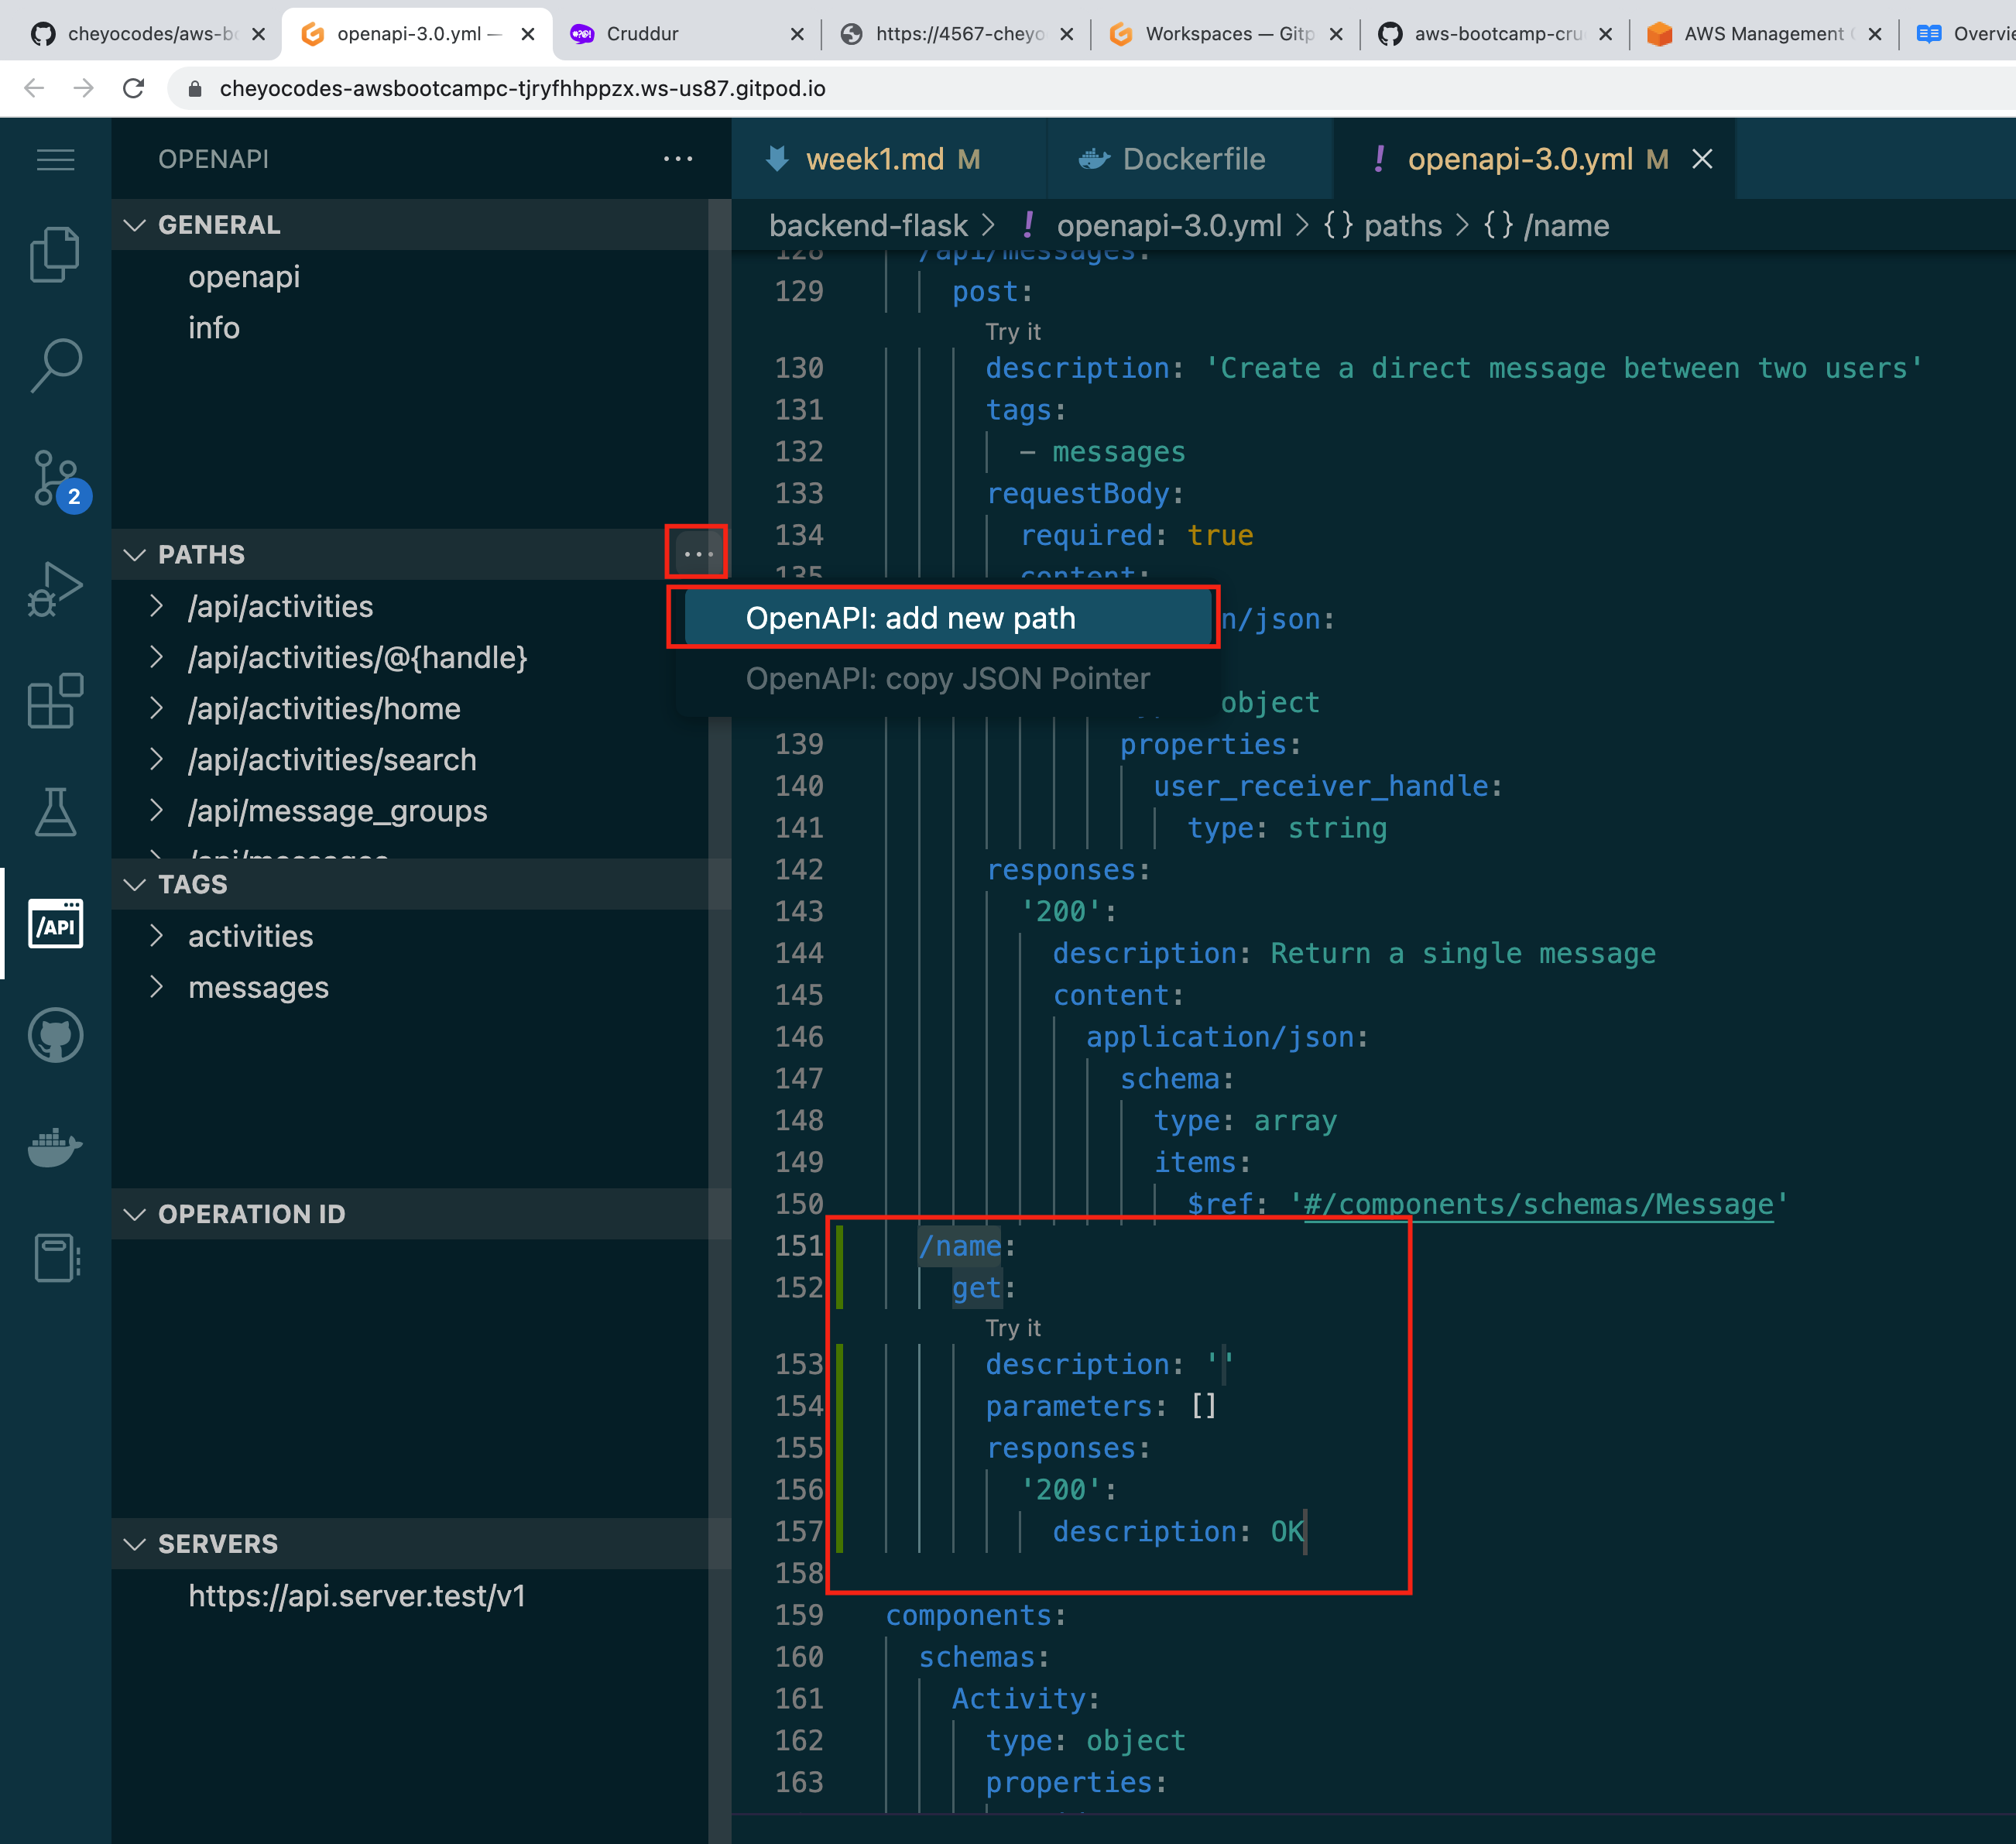 cheyocodes/aws-bo
openapi-3.0.yml —
Cruddur
https://4567-cheyo
Workspaces — Gitp
aws-bootcamp-cru
AWS Management
Overvie
cheyocodes-awsbootcampc-tjryfhhppzx.ws-us87.gitpod.io
OPENAPI
week1.md M
Dockerfile
! openapi-3.0.yml M
GENERAL
openapi
info
backend-flask > ! openapi-3.0.yml > {} paths > {} /name
128 /api/messages:
129 post:
Try it
130 description: 'Create a direct message between two users'
131 tags:
132 - messages
133 requestBody:
134 required: true
135 content:
n/json:
object
139 properties:
140 user_receiver_handle:
141 type: string
142 responses:
143 '200':
144 description: Return a single message
145 content:
146 application/json:
147 schema:
148 type: array
149 items:
150 $ref: '#/components/schemas/Message'
151 /name:
152 get:
Try it
153 description: ''
154 parameters: []
155 responses:
156 '200':
157 description: OK
158
159 components:
160 schemas:
161 Activity:
162 type: object
163 properties:
2
PATHS
...
OpenAPI: add new path
OpenAPI: copy JSON Pointer
/api/activities
/api/activities/@{handle}
/api/activities/home
/api/activities/search
/api/message_groups
/api/messages
TAGS
activities
messages
/API
OPERATION ID
SERVERS
https://api.server.test/v1